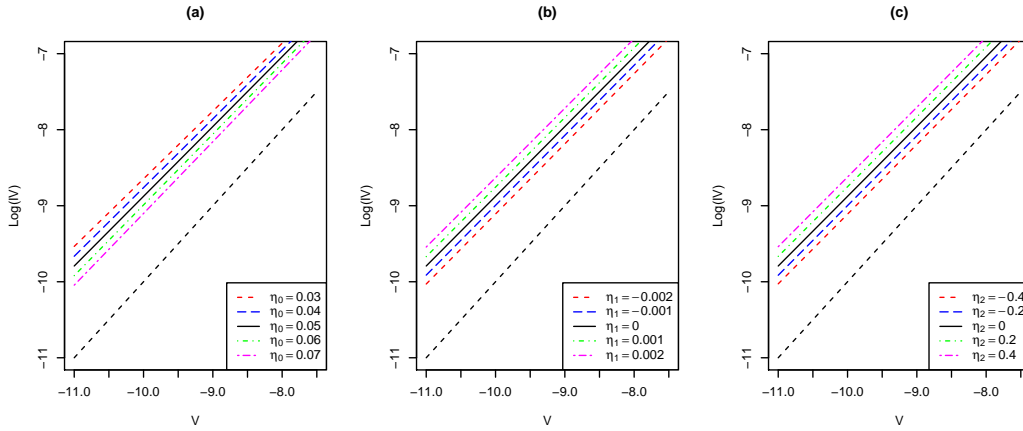 (a)
Log(IV)
−7
−8
−9
−10
−11
−11.0
−10.0
−9.0
−8.0
V
η0 = 0.03
η0 = 0.04
η0 = 0.05
η0 = 0.06
η0 = 0.07
(b)
Log(IV)
−7
−8
−9
−10
−11
−11.0
−10.0
−9.0
−8.0
V
η1 = −0.002
η1 = −0.001
η1 = 0
η1 = 0.001
η1 = 0.002
(c)
Log(IV)
−7
−8
−9
−10
−11
−11.0
−10.0
−9.0
−8.0
V
η2 = −0.4
η2 = −0.2
η2 = 0
η2 = 0.2
η2 = 0.4